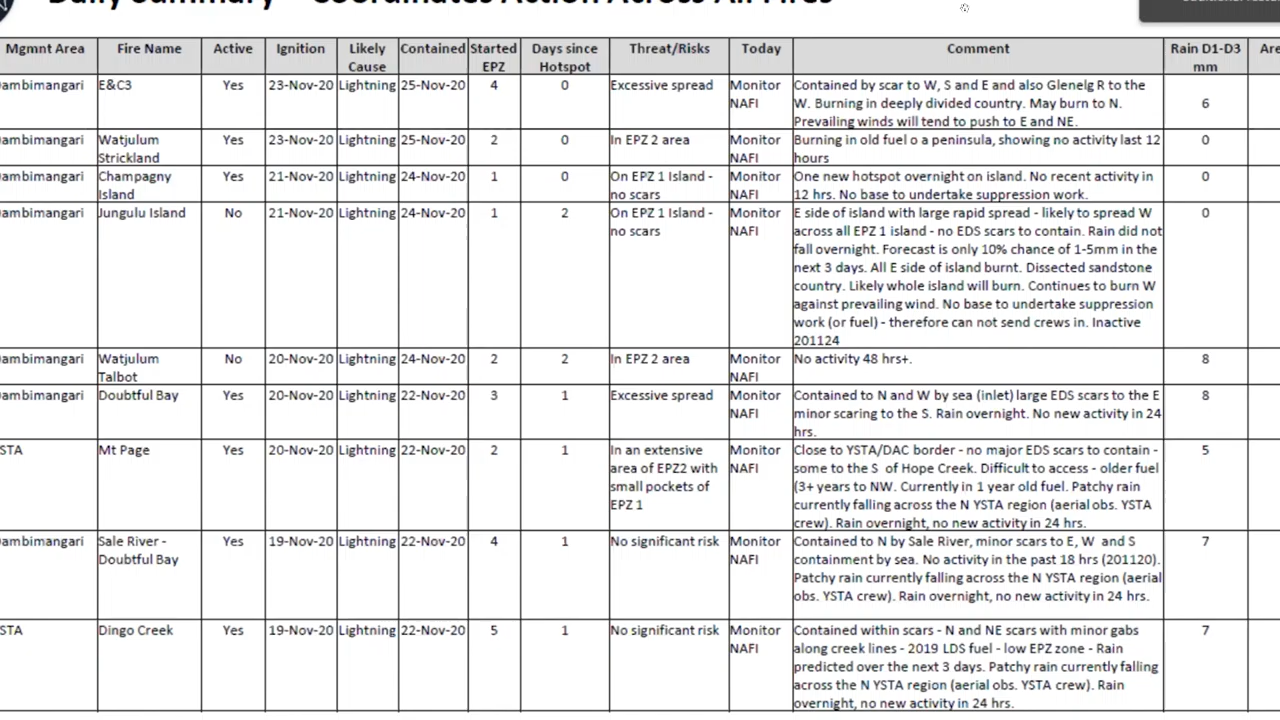 Daily Summary – Coordinates Action Across All Fires
Mgmnt Area Fire Name Active Ignition Likely Cause Contained Started EPZ Days since Hotspot Threat/Risks Today Comment Rain D1-D3 mm Are
ambimangari E&C3 Yes 23-Nov-20 Lightning 25-Nov-20 4 0 Excessive spread Monitor NAFI
Contained by scar to W, S and E and also Glenelg R to the
W. Burning in deeply divided country. May burn to N.
Prevailing winds will tend to push to E and NE.
6
ambimangari Watjulum Strickland Yes 23-Nov-20 Lightning 25-Nov-20 2 0 In EPZ 2 area Monitor NAFI
Burning in old fuel o a peninsula, showing no activity last 12
hours
0
ambimangari Champagny Island Yes 21-Nov-20 Lightning 24-Nov-20 1 0 On EPZ 1 Island - no scars Monitor NAFI
One new hotspot overnight on island. No recent activity in
12 hrs. No base to undertake suppression work.
0
ambimangari Jungulu Island No 21-Nov-20 Lightning 24-Nov-20 1 2 On EPZ 1 Island - no scars Monitor NAFI
E side of island with large rapid spread - likely to spread W
across all EPZ 1 island - no EDS scars to contain. Rain did not
fall overnight. Forecast is only 10% chance of 1-5mm in the
next 3 days. All E side of island burnt. Dissected sandstone
country. Likely whole island will burn. Continues to burn W
against prevailing wind. No base to undertake suppression
work (or fuel) - therefore can not send crews in. Inactive
201124
0
ambimangari Watjulum Talbot No 20-Nov-20 Lightning 24-Nov-20 2 2 In EPZ 2 area Monitor NAFI
No activity 48 hrs+.
8
ambimangari Doubtful Bay Yes 20-Nov-20 Lightning 22-Nov-20 3 1 Excessive spread Monitor NAFI
Contained to N and W by sea (inlet) large EDS scars to the E
minor scaring to the S. Rain overnight. No new activity in 24
hrs.
8
STA Mt Page Yes 20-Nov-20 Lightning 22-Nov-20 2 1 In an extensive area of EPZ2 with small pockets of EPZ 1 Monitor NAFI
Close to YSTA/DAC border - no major EDS scars to contain -
some to the S of Hope Creek. Difficult to access - older fuel
(3+ years to NW. Currently in 1 year old fuel. Patchy rain
currently falling across the N YSTA region (aerial obs. YSTA
crew). Rain overnight, no new activity in 24 hrs.
5
ambimangari Sale River - Doubtful Bay Yes 19-Nov-20 Lightning 22-Nov-20 4 1 No significant risk Monitor NAFI
Contained to N by Sale River, minor scars to E, W and S
containment by sea. No activity in the past 18 hrs (201120).
Patchy rain currently falling across the N YSTA region (aerial
obs. YSTA crew). Rain overnight, no new activity in 24 hrs.
7
STA Dingo Creek Yes 19-Nov-20 Lightning 22-Nov-20 5 1 No significant risk Monitor NAFI
Contained within scars - N and NE scars with minor gabs
along creek lines - 2019 LDS fuel - low EPZ zone - Rain
predicted over the next 3 days. Patchy rain currently falling
across the N YSTA region (aerial obs. YSTA crew). Rain
overnight, no new activity in 24 hrs.
7